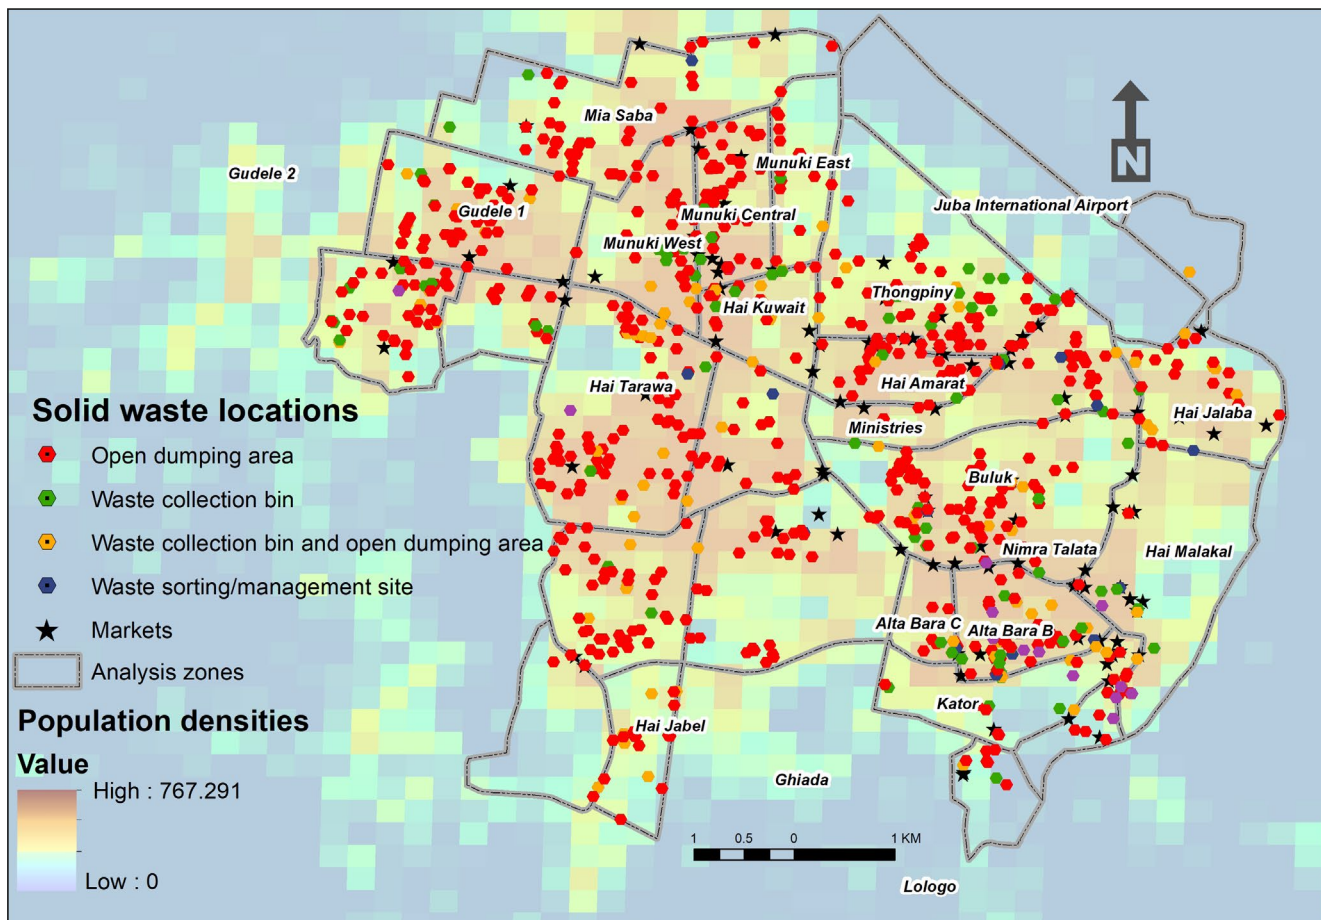 Mia Saba
Munuki East
Gudele 2
Juba International Airport
N
Gudele 1
Munuki Central
Munuki West
Thongpiny
Hai Kuwait
Hai Tarawa
Hai Amarat
Hai Jalaba
Ministries
Buluk
Nimra Talata
Hai Malakal
Alta Bara C
Alta Bara B
Kator
Hai Jabel
Ghiada
Lologo
Solid waste locations
Open dumping area
Waste collection bin
Waste collection bin and open dumping area
Waste sorting/management site
Markets
Analysis zones
Population densities
Value
High : 767.291
Low : 0
1 0.5 0 1 KM